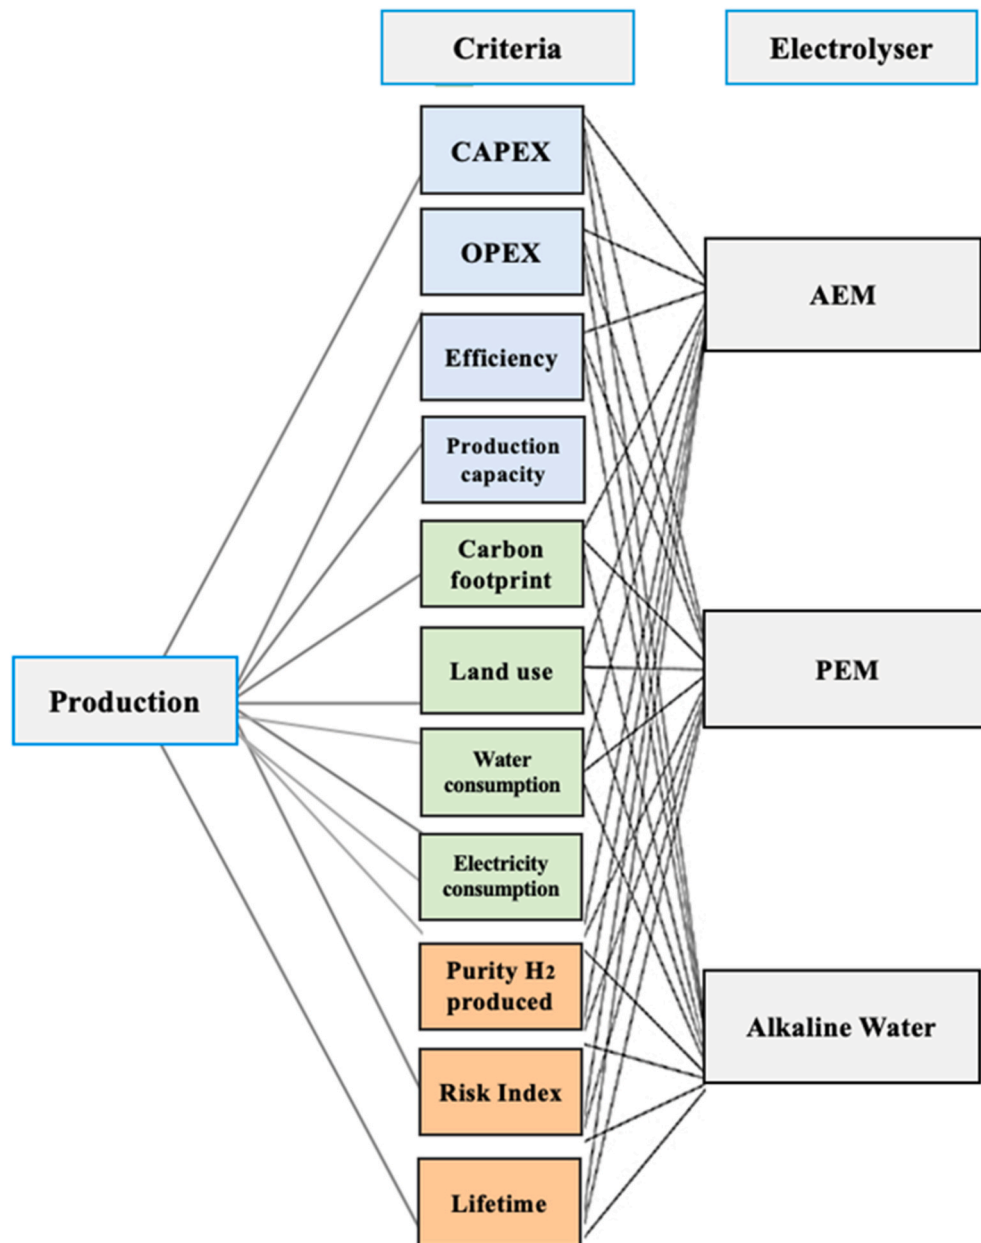 Criteria
Electrolyser
CAPEX
OPEX
AEM
Efficiency
Production
capacity
Carbon
footprint
Land use
PEM
Production
Water
consumption
Electricity
consumption
Purity H2
produced
Alkaline Water
Risk Index
Lifetime